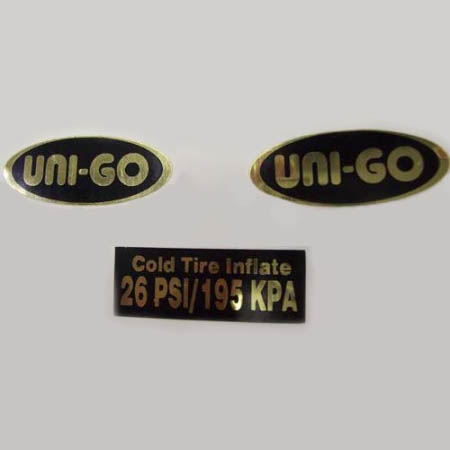 UNI-GO
UNI-GO
Cold Tire Inflate
26 PSI/195 KPA